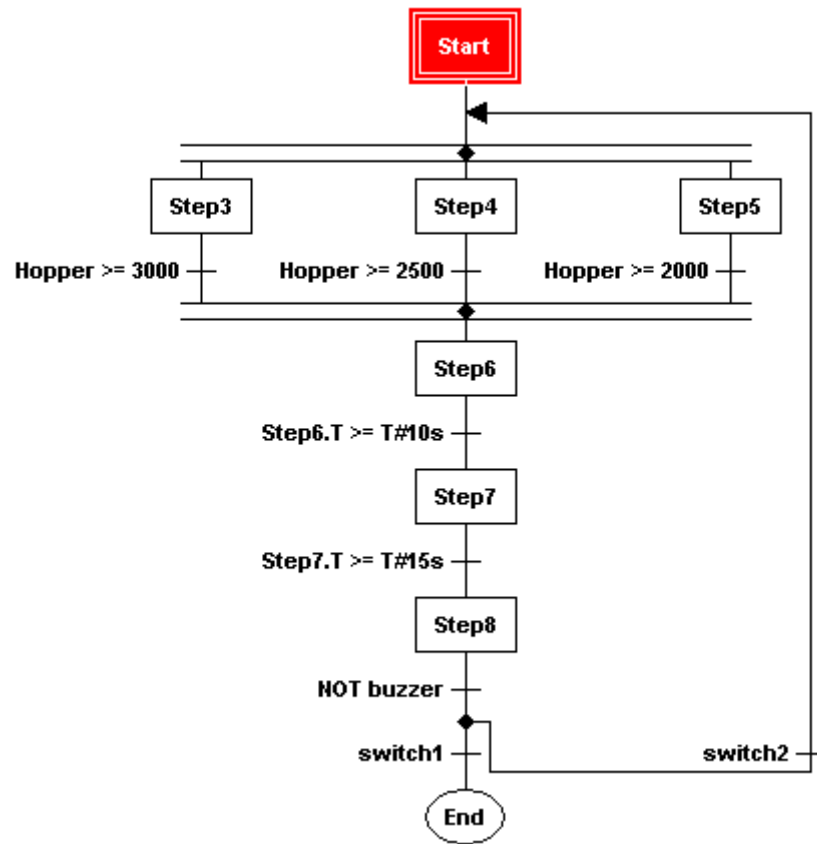 Start
Step3
Step4
Step5
Hopper >= 3000
Hopper >= 2500
Hopper >= 2000
Step6
Step6.T >= T#10s
Step7
Step7.T >= T#15s
Step8
NOT buzzer
switch1
switch2
End